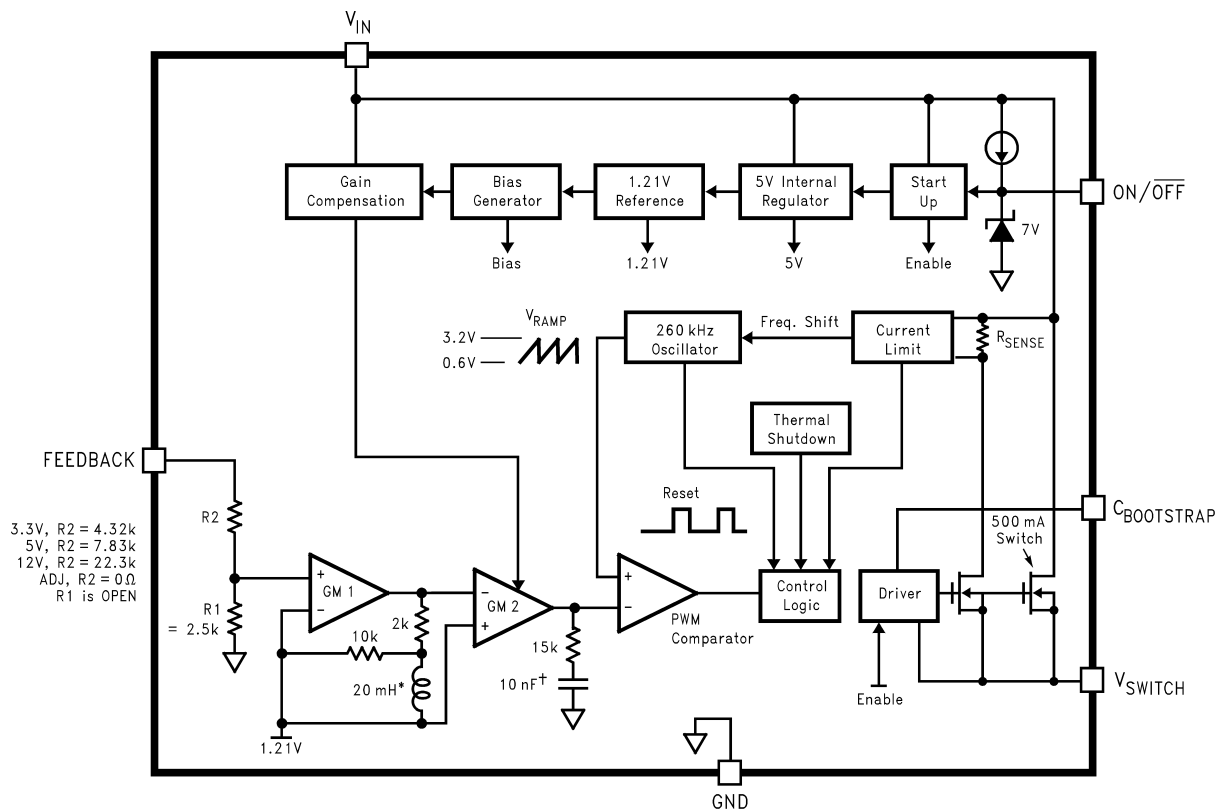 VIN
Gain
Compensation
Bias
Generator
1.21V
Reference
5V Internal
Regulator
Start
Up
ON/OFF
7V
Bias
1.21V
5V
Enable
VRAMP
3.2V
0.6V
260 kHz
Oscillator
Freq. Shift
Current
Limit
RSENSE
Thermal
Shutdown
FEEDBACK
3.3V, R2 = 4.32k
5V, R2 = 7.83k
12V, R2 = 22.3k
ADJ, R2 = 0Ω
R1 is OPEN
R2
R1
= 2.5k
Reset
500 mA
Switch
CBOOTSTRAP
+
−
GM 1
2k
10k
20 mH*
1.21V
−
GM 2
+
15k
10 nF†
+
−
PWM
Comparator
Control
Logic
Driver
Enable
VSWITCH
GND